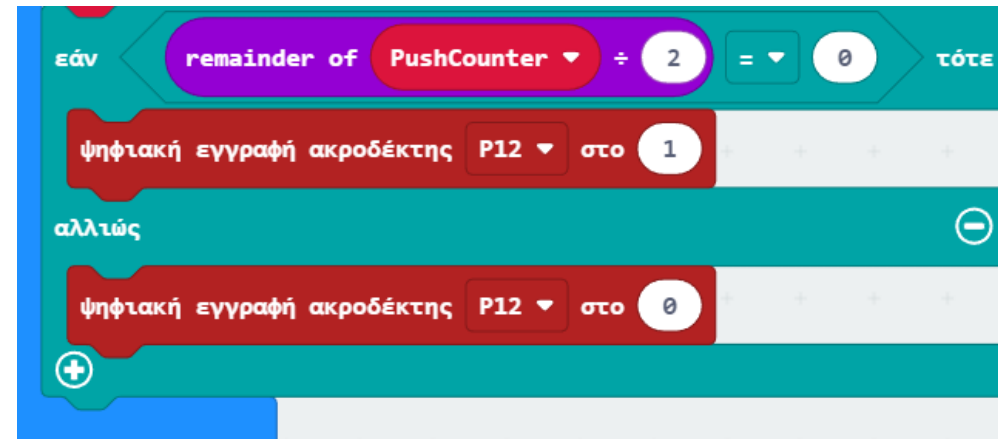 εάν remainder of PushCounter ÷ 2 = 0 τότε
ψηφιακή εγγραφή ακροδέκτης P12 στο 1
αλλιώς
ψηφιακή εγγραφή ακροδέκτης P12 στο 0